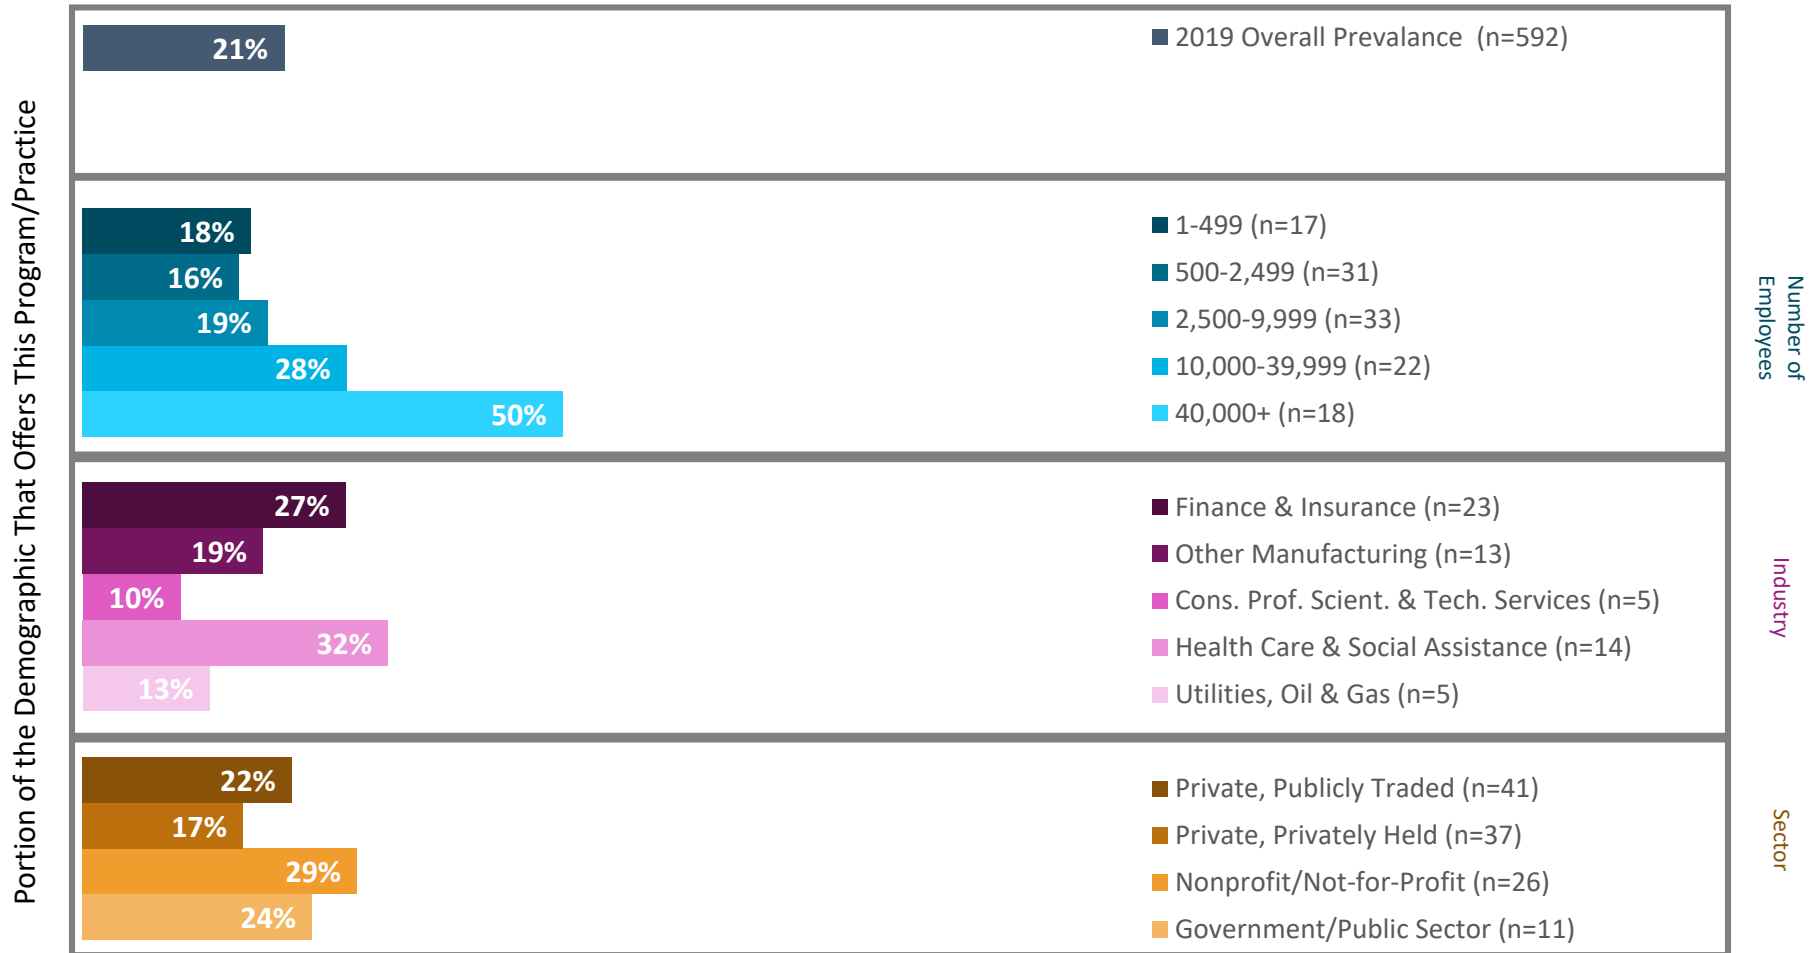 Portion of the Demographic That Offers This Program/Practice
21%
2019 Overall Prevalance (n=592)
18%
16%
19%
28%
50%
1-499 (n=17)
500-2,499 (n=31)
2,500-9,999 (n=33)
10,000-39,999 (n=22)
40,000+ (n=18)
Number of
Employees
27%
19%
10%
32%
13%
Finance & Insurance (n=23)
Other Manufacturing (n=13)
Cons. Prof. Scient. & Tech. Services (n=5)
Health Care & Social Assistance (n=14)
Utilities, Oil & Gas (n=5)
Industry
22%
17%
29%
24%
Private, Publicly Traded (n=41)
Private, Privately Held (n=37)
Nonprofit/Not-for-Profit (n=26)
Government/Public Sector (n=11)
Sector